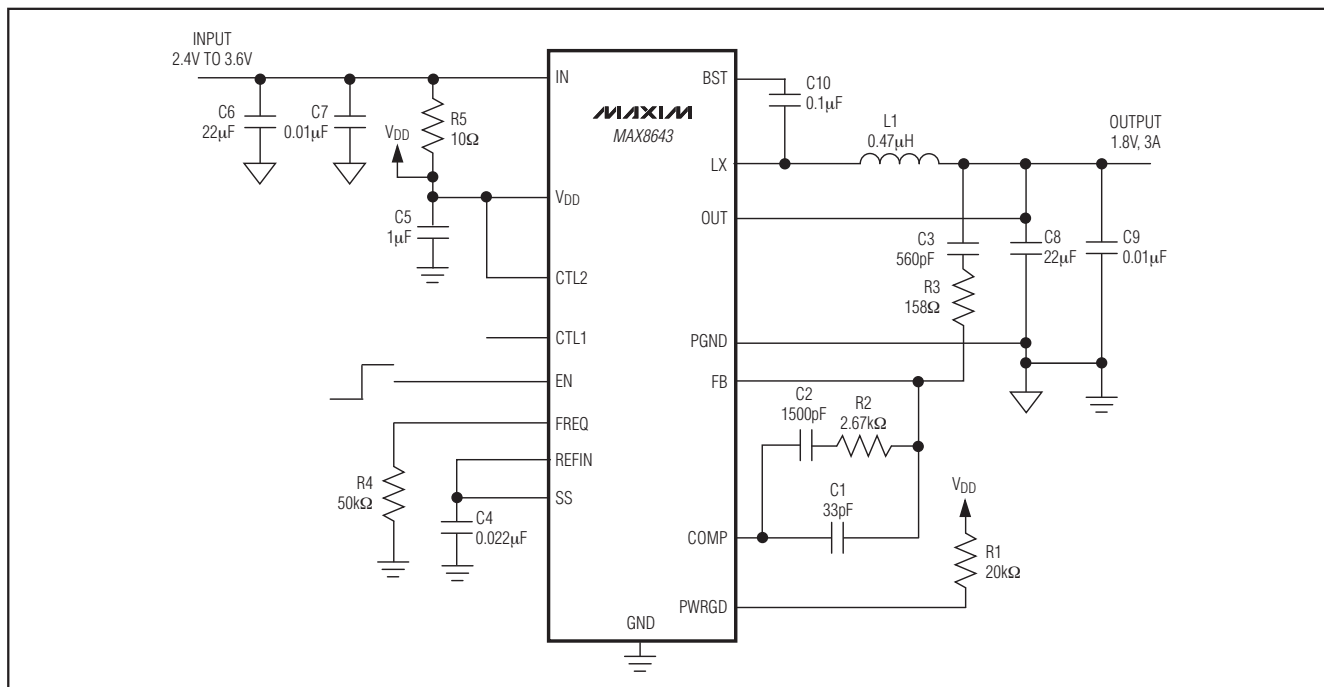 INPUT
2.4V TO 3.6V
C6
22µF
C7
0.01µF
R5
10Ω
VDD
C5
1µF
R4
50kΩ
C4
0.022µF
IN
VDD
CTL2
CTL1
EN
FREQ
REFIN
SS
MAXIM
MAX8643
GND
BST
LX
OUT
PGND
FB
COMP
PWRGD
C10
0.1µF
L1
0.47µH
OUTPUT
1.8V, 3A
C3
560pF
R3
158Ω
C8
22µF
C9
0.01µF
C2
1500pF
R2
2.67kΩ
C1
33pF
VDD
R1
20kΩ